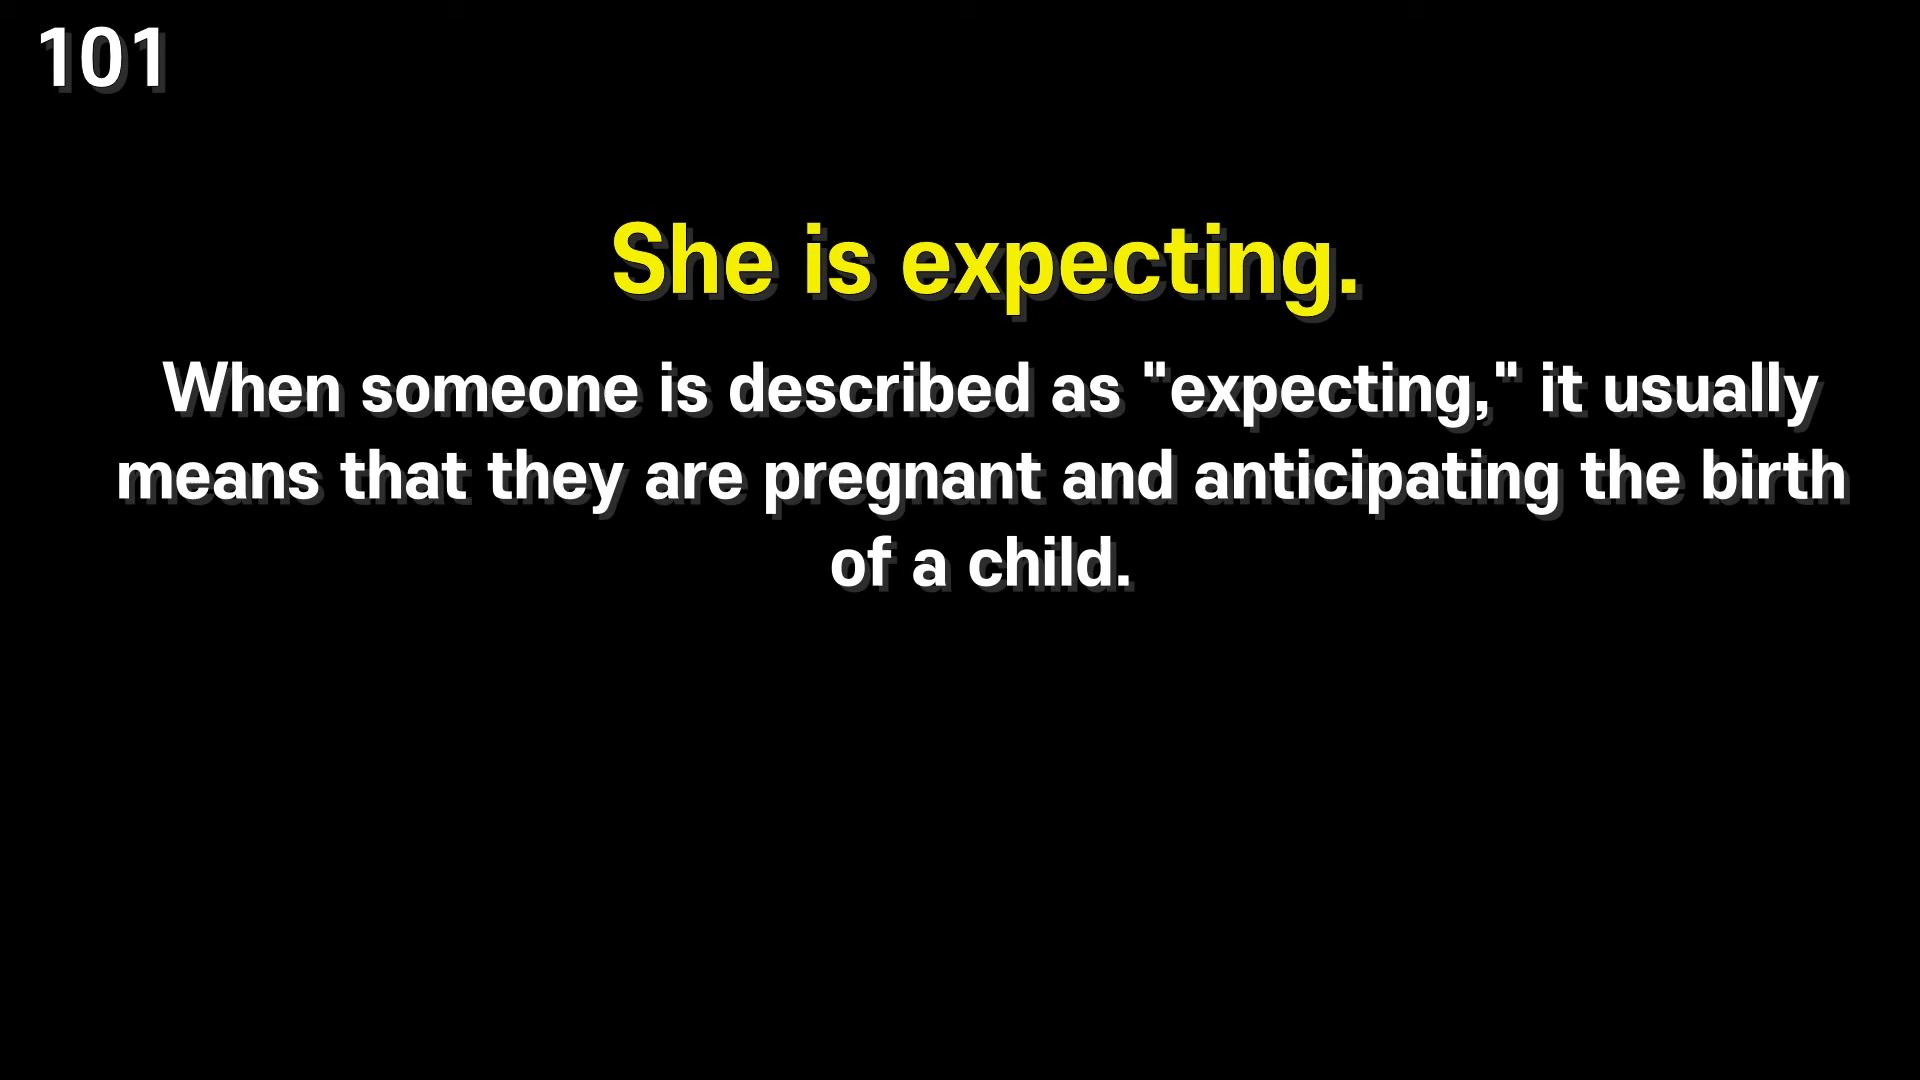 101
She is expecting.
When someone is described as "expecting," it usually
means that they are pregnant and anticipating the birth
of a child.